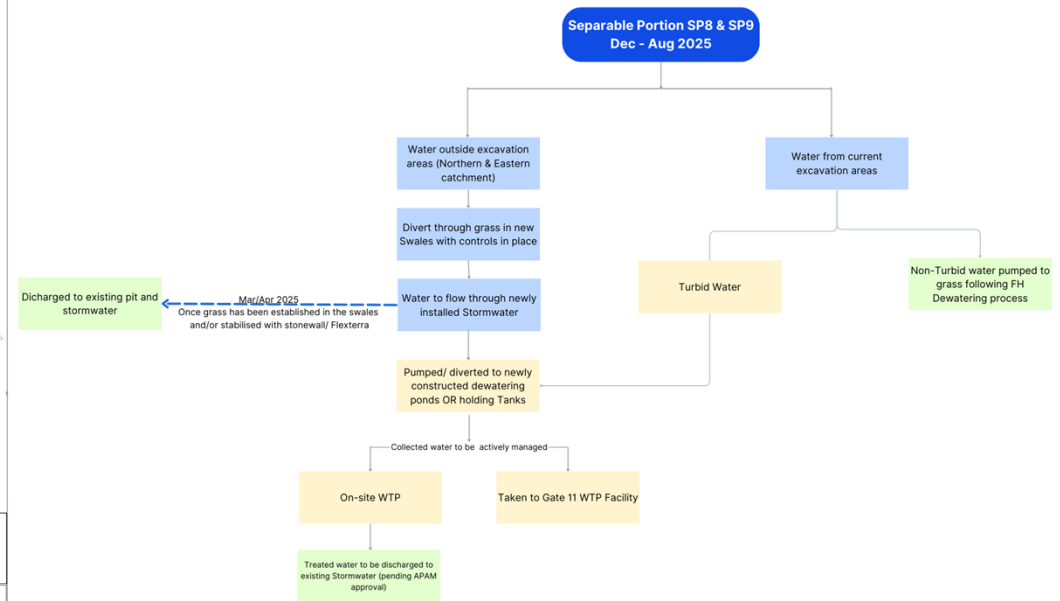 Separable Portion SP8 & SP9
Dec - Aug 2025
Water outside excavation
areas (Northern & Eastern
catchment)
Water from current
excavation areas
Divert through grass in new
Swales with controls in place
Turbid Water
Non-Turbid water pumped to
grass following FH
Dewatering process
Dicharged to existing pit and
stormwater
Mar/Apr 2025
Once grass has been established in the swales
and/or stabilised with stonewall/ Flexterra
Water to flow through newly
installed Stormwater
Pumped/ diverted to newly
constructed dewatering
ponds OR holding Tanks
Collected water to be actively managed
On-site WTP
Taken to Gate 11 WTP Facility
Treated water to be discharged to
existing Stormwater (pending APAM
approval)